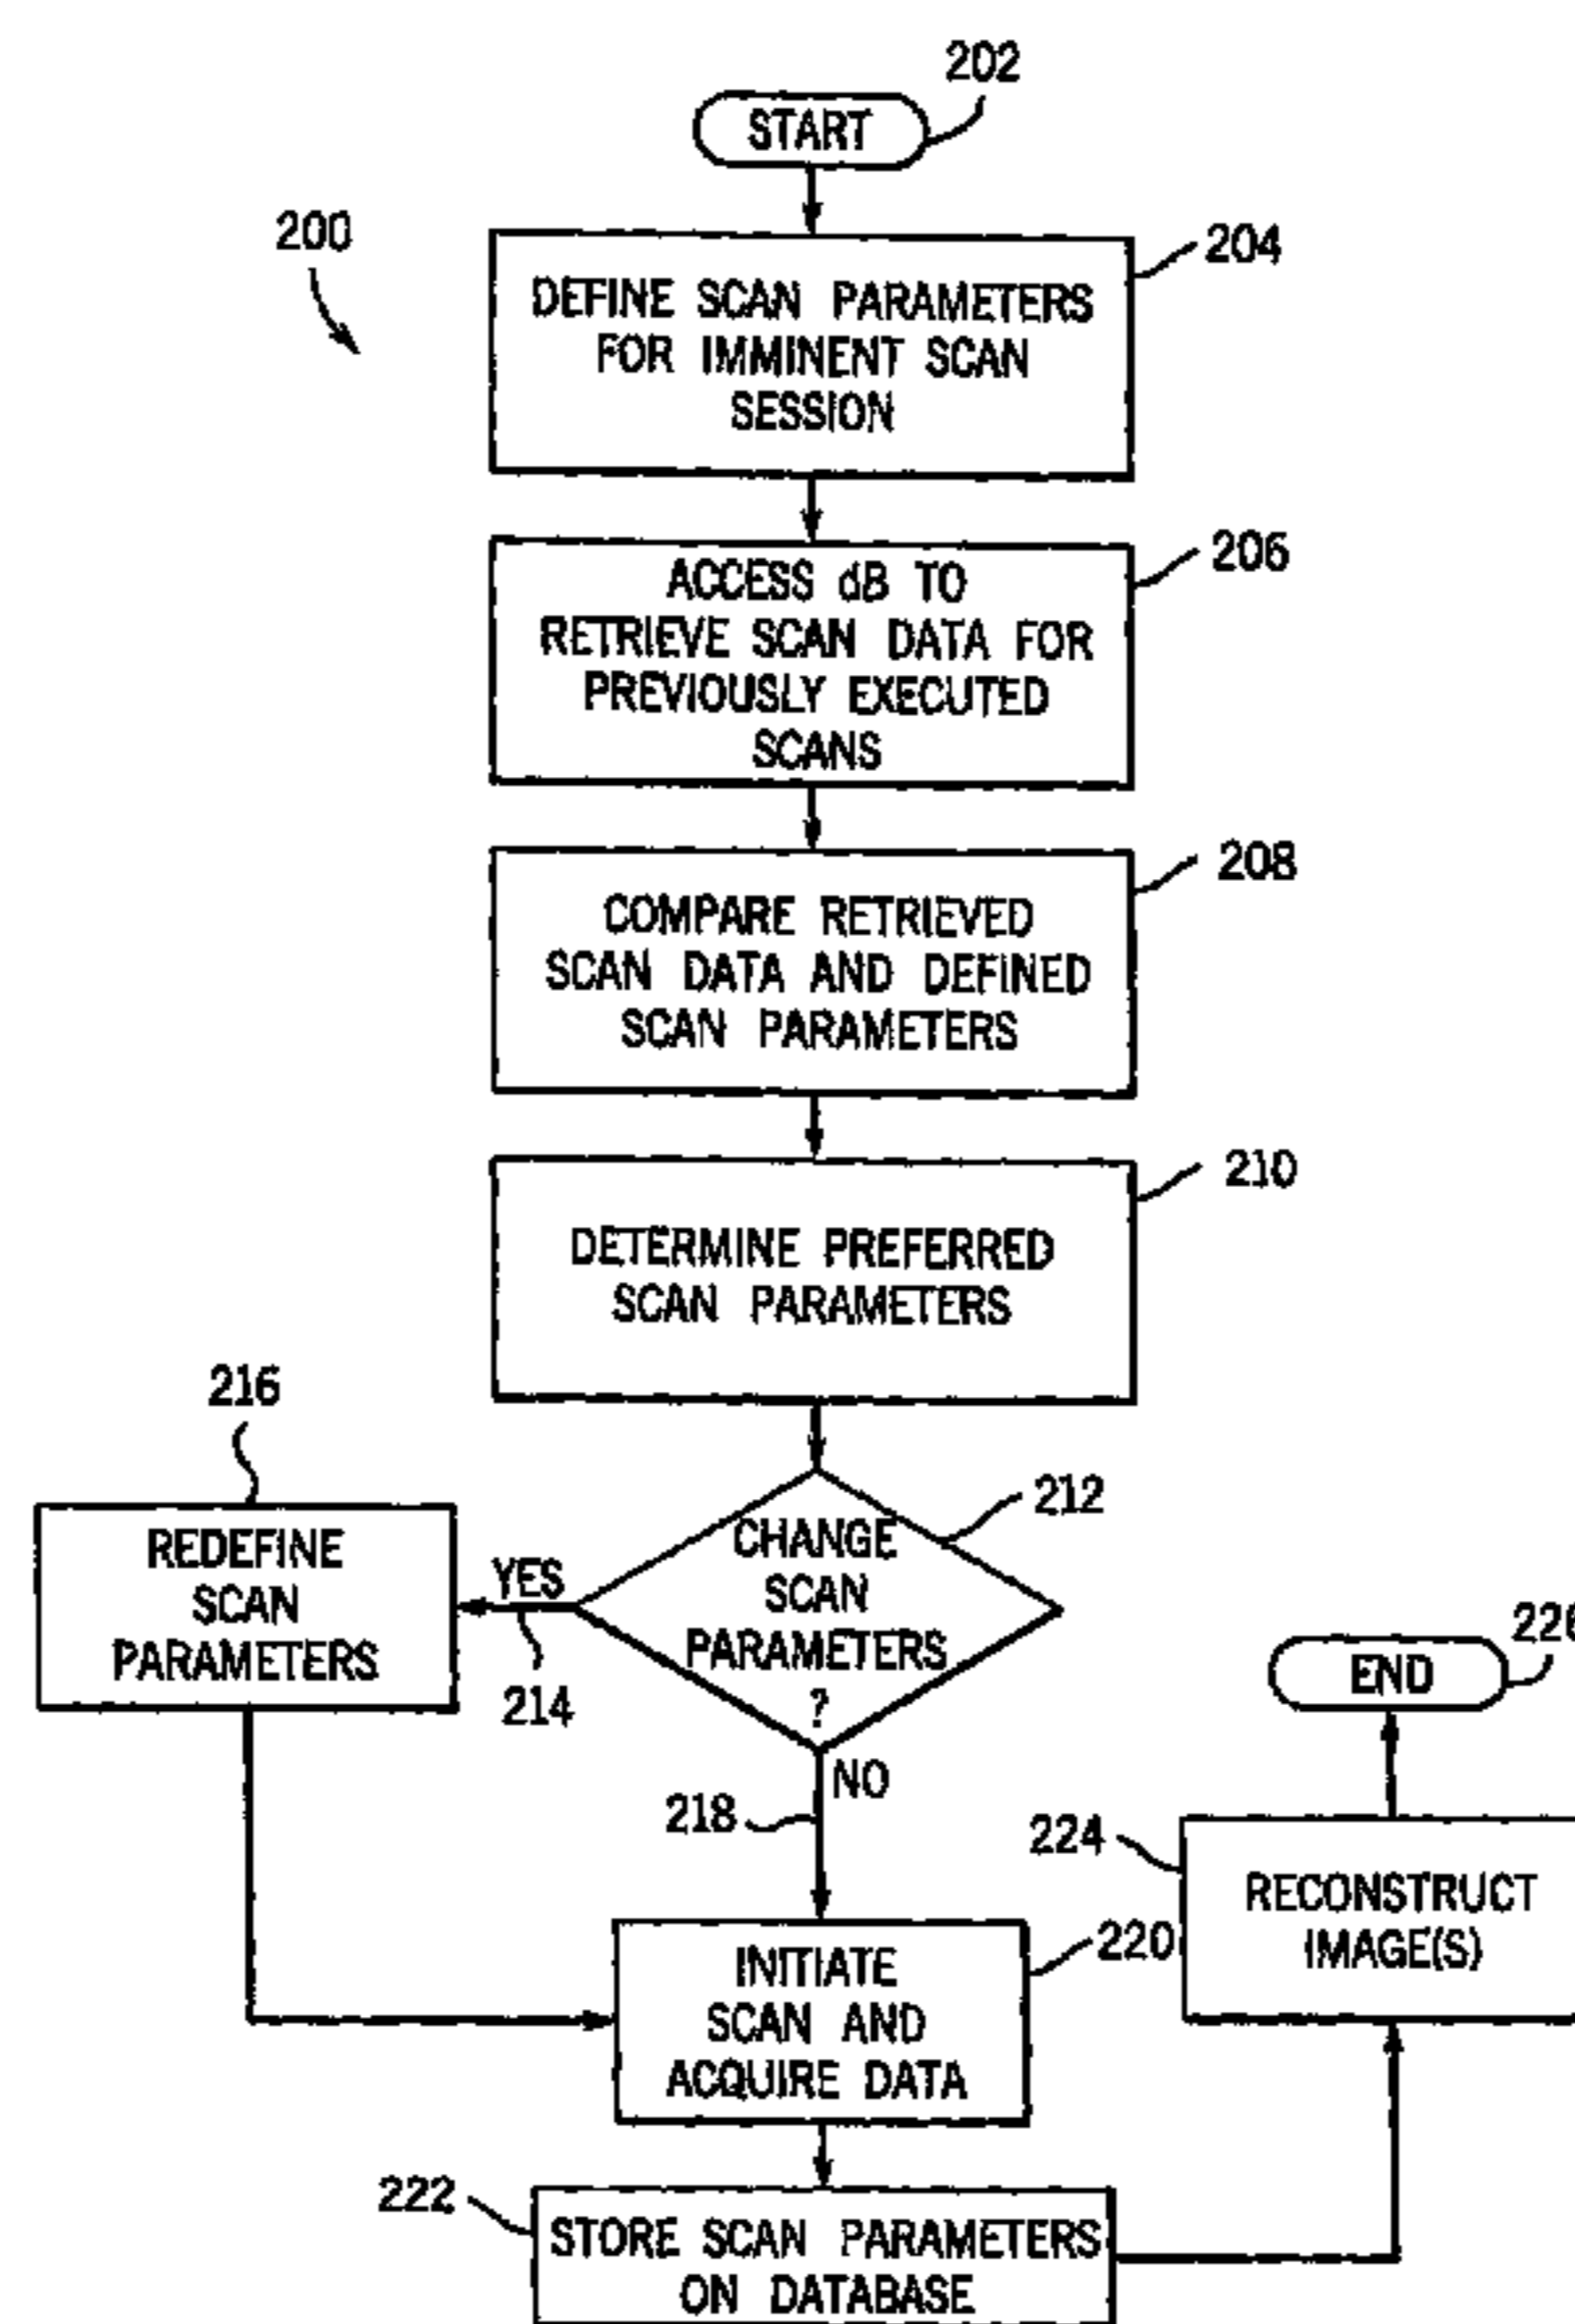 202
START
200
204
DEFINE SCAN PARAMETERS
FOR IMMINENT SCAN
SESSION
206
ACCESS dB TO
RETRIEVE SCAN DATA FOR
PREVIOUSLY EXECUTED
SCANS
208
COMPARE RETRIEVED
SCAN DATA AND DEFINED
SCAN PARAMETERS
210
DETERMINE PREFERRED
SCAN PARAMETERS
216
212
REDEFINE
SCAN
PARAMETERS
YES
214
CHANGE
SCAN
PARAMETERS
?
226
END
NO
218
224
RECONSTRUCT
IMAGE(S)
220
INITIATE
SCAN AND
ACQUIRE DATA
222
STORE SCAN PARAMETERS
ON DATABASE